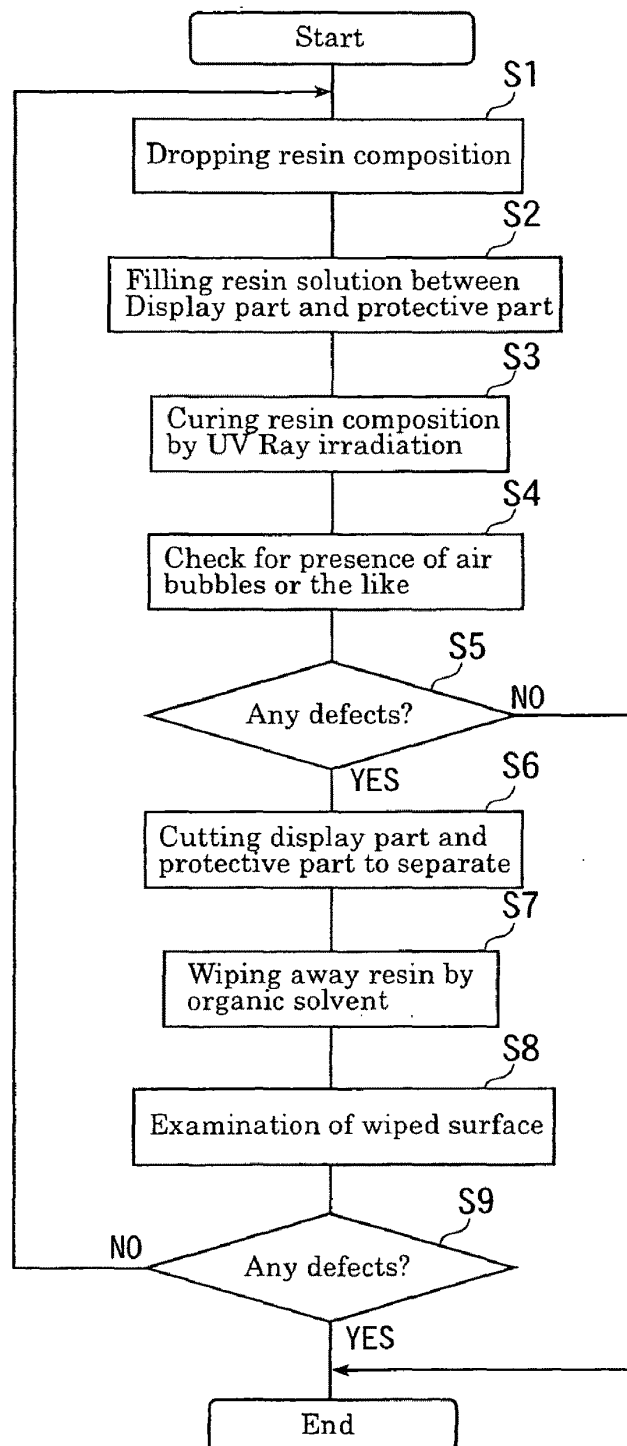 Start
S1
Dropping resin composition
S2
Filling resin solution between
Display part and protective part
S3
Curing resin composition
by UV Ray irradiation
S4
Check for presence of air
bubbles or the like
S5
Any defects?
NO
YES
S6
Cutting display part and
protective part to separate
S7
Wiping away resin by
organic solvent
S8
Examination of wiped surface
S9
NO
Any defects?
YES
End